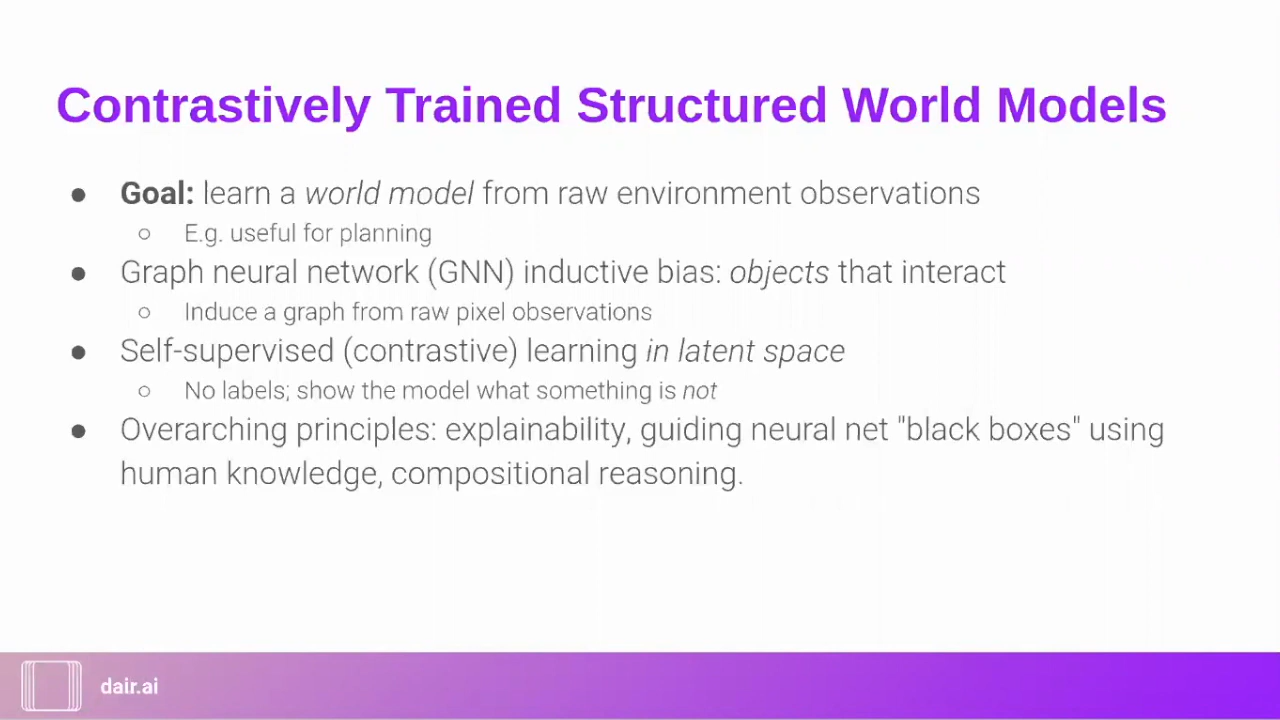 Contrastively Trained Structured World Models
● Goal: learn a world model from raw environment observations
○ E.g. useful for planning
● Graph neural network (GNN) inductive bias: objects that interact
○ Induce a graph from raw pixel observations
● Self-supervised (contrastive) learning in latent space
○ No labels; show the model what something is not
● Overarching principles: explainability, guiding neural net "black boxes" using
human knowledge, compositional reasoning.
dair.ai